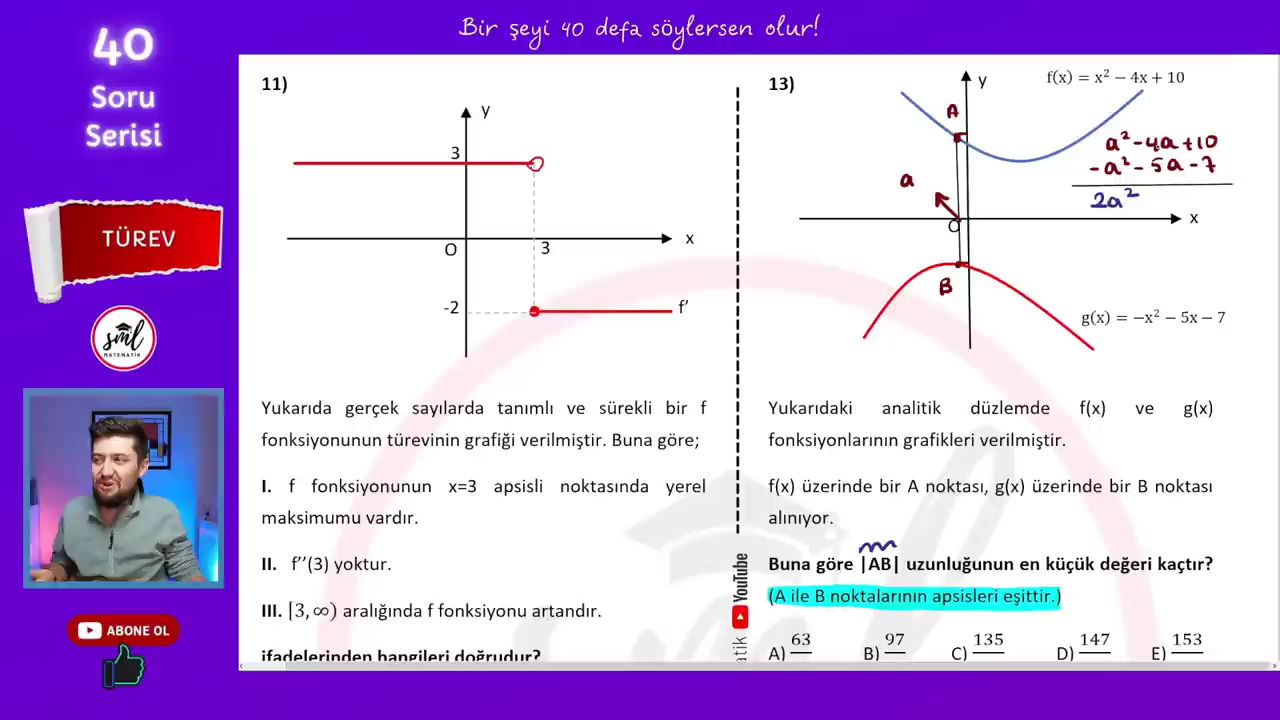 Bir şeyi 40 defa söylersen olur!
40
Soru
Serisi
TÜREV
sml
MATEMATİK
ABONE OL
11)
y
3
O
3
x
-2
f'
Yukarıda gerçek sayılarda tanımlı ve sürekli bir f
fonksiyonunun türevinin grafiği verilmiştir. Buna göre;
I. f fonksiyonunun x=3 apsisli noktasında yerel
maksimumu vardır.
II. f''(3) yoktur.
III. [3, ∞) aralığında f fonksiyonu artandır.
ifadelerinden hangileri doğrudur?
YouTube
13)
y
f(x) = x² − 4x + 10
A
a² - 4a + 10
- a² - 5a - 7
2a²
a
O
x
B
g(x) = −x² − 5x − 7
Yukarıdaki analitik düzlemde f(x) ve g(x)
fonksiyonlarının grafikleri verilmiştir.
f(x) üzerinde bir A noktası, g(x) üzerinde bir B noktası
alınıyor.
Buna göre |AB| uzunluğunun en küçük değeri kaçtır?
(A ile B noktalarının apsisleri eşittir.)
A) 63 B) 97 C) 135 D) 147 E) 153